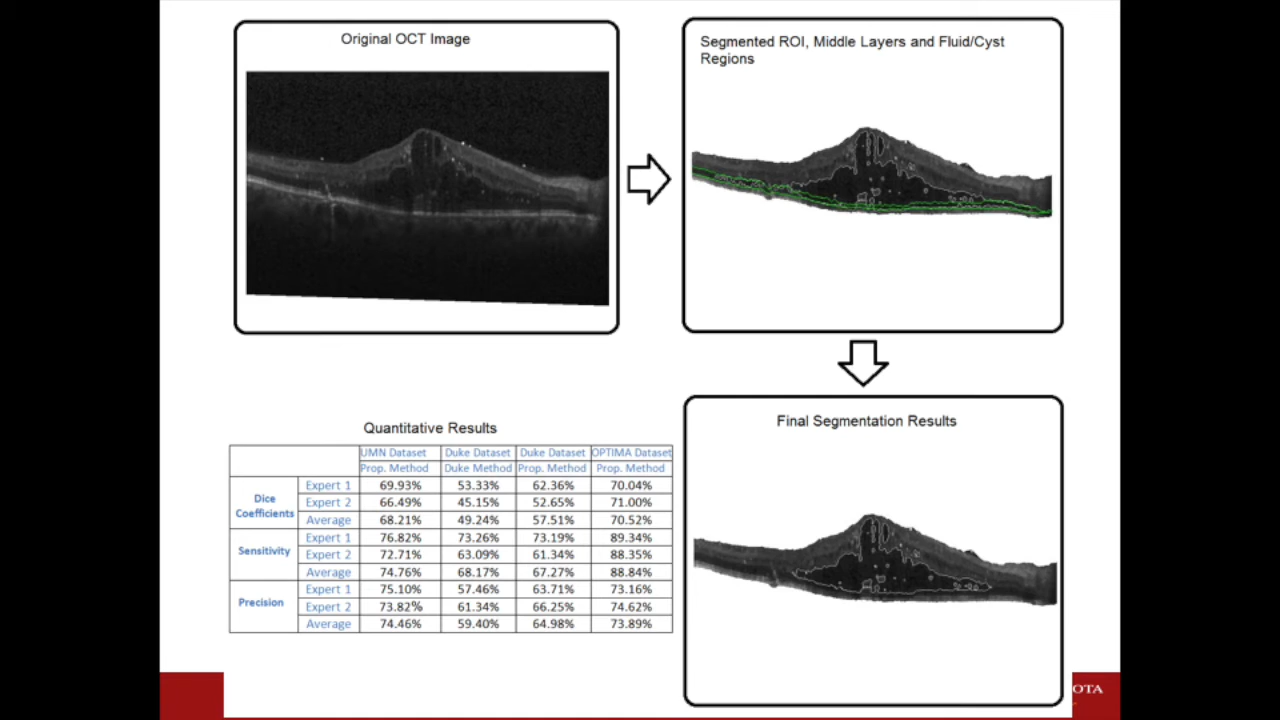 Original OCT Image
Segmented ROI, Middle Layers and Fluid/Cyst
Regions
Final Segmentation Results
Quantitative Results
UMN Dataset Duke Dataset Duke Dataset OPTIMA Dataset
Prop. Method Duke Method Prop. Method Prop. Method
Dice
Coefficients
Expert 1 69.93% 53.33% 62.36% 70.04%
Expert 2 66.49% 45.15% 52.65% 71.00%
Average 68.21% 49.24% 57.51% 70.52%
Sensitivity
Expert 1 76.82% 73.26% 73.19% 89.34%
Expert 2 72.71% 63.09% 61.34% 88.35%
Average 74.76% 68.17% 67.27% 88.84%
Precision
Expert 1 75.10% 57.46% 63.71% 73.16%
Expert 2 73.82% 61.34% 66.25% 74.62%
Average 74.46% 59.40% 64.98% 73.89%
OTA